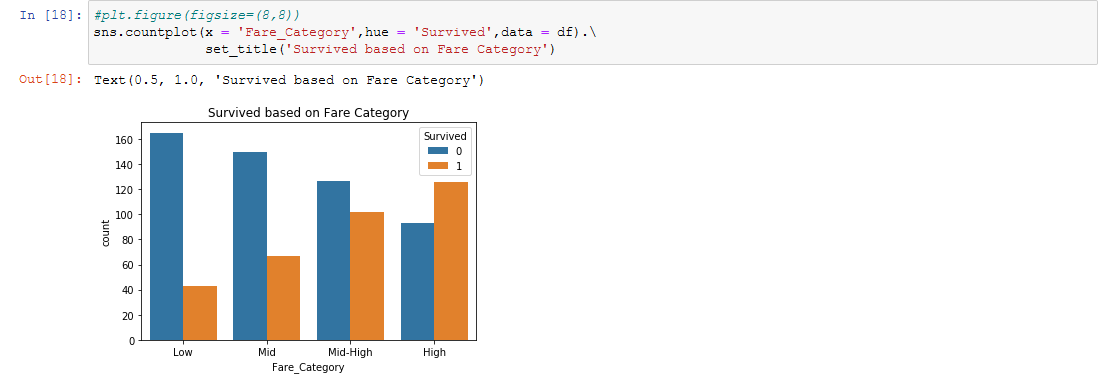 In [18]: #plt.figure(figsize=(8,8))
sns.countplot(x = 'Fare_Category',hue = 'Survived',data = df).\
set_title('Survived based on Fare Category')
Out[18]: Text(0.5, 1.0, 'Survived based on Fare Category')
Survived based on Fare Category
Survived
0
1
160
140
120
100
80
60
40
20
0
count
Low Mid Mid-High High
Fare_Category